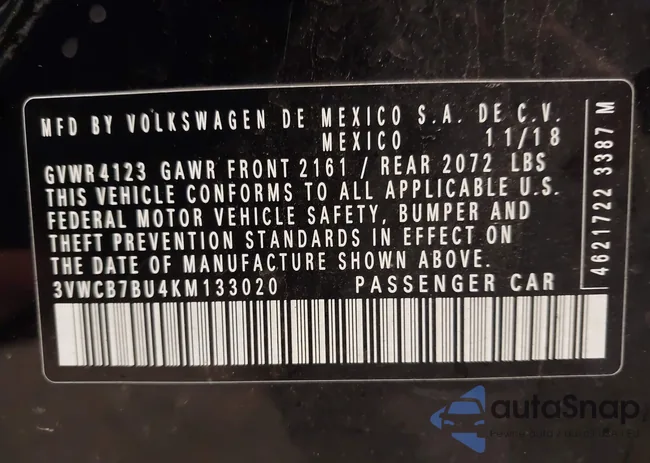 MFD BY VOLKSWAGEN DE MEXICO S.A. DE C.V.
MEXICO 11/18
GVWR 4123 GAWR FRONT 2161 / REAR 2072 LBS
THIS VEHICLE CONFORMS TO ALL APPLICABLE U.S.
FEDERAL MOTOR VEHICLE SAFETY, BUMPER AND
THEFT PREVENTION STANDARDS IN EFFECT ON
THE DATE OF MANUFACTURE SHOWN ABOVE.
3VWCB7BU4KM133020 PASSENGER CAR
4621722 3387 M
autoSnap